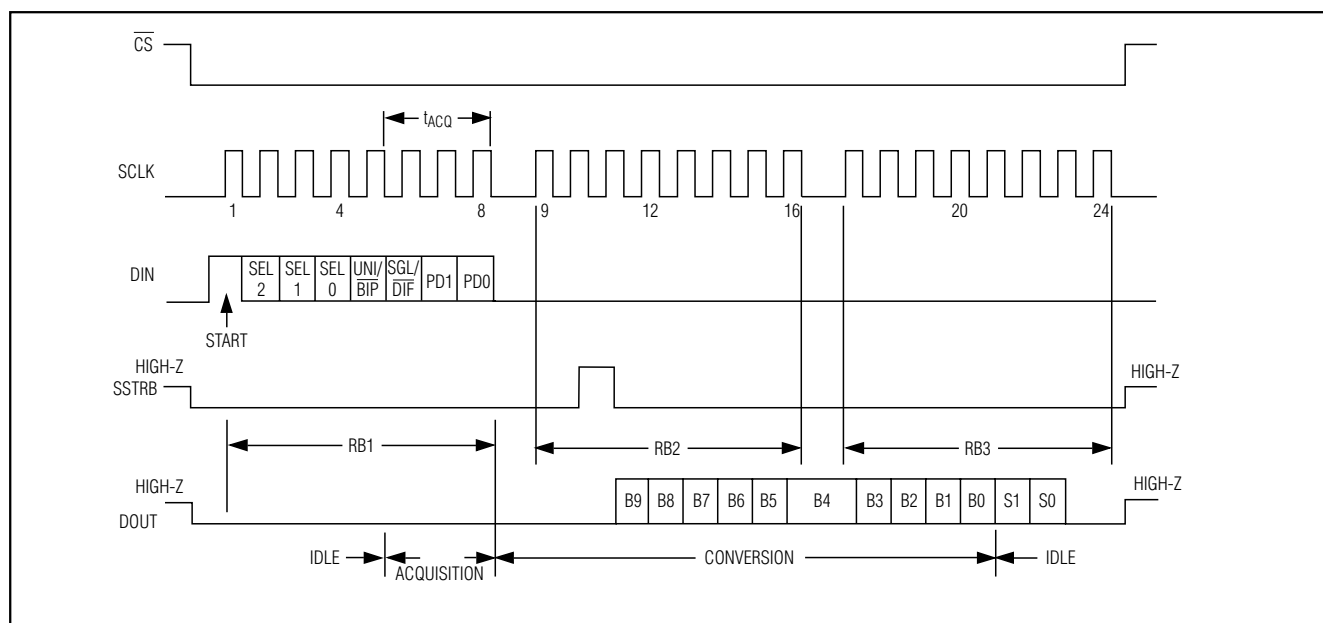 CS
tACQ
SCLK
1 4 8 9 12 16 20 24
DIN
SEL 2
SEL 1
SEL 0
UNI/ BIP
SGL/ DIF
PD1
PD0
START
HIGH-Z
SSTRB
HIGH-Z
RB1
RB2
RB3
HIGH-Z
DOUT
B9 B8 B7 B6 B5 B4 B3 B2 B1 B0 S1 S0
HIGH-Z
IDLE
ACQUISITION
CONVERSION
IDLE